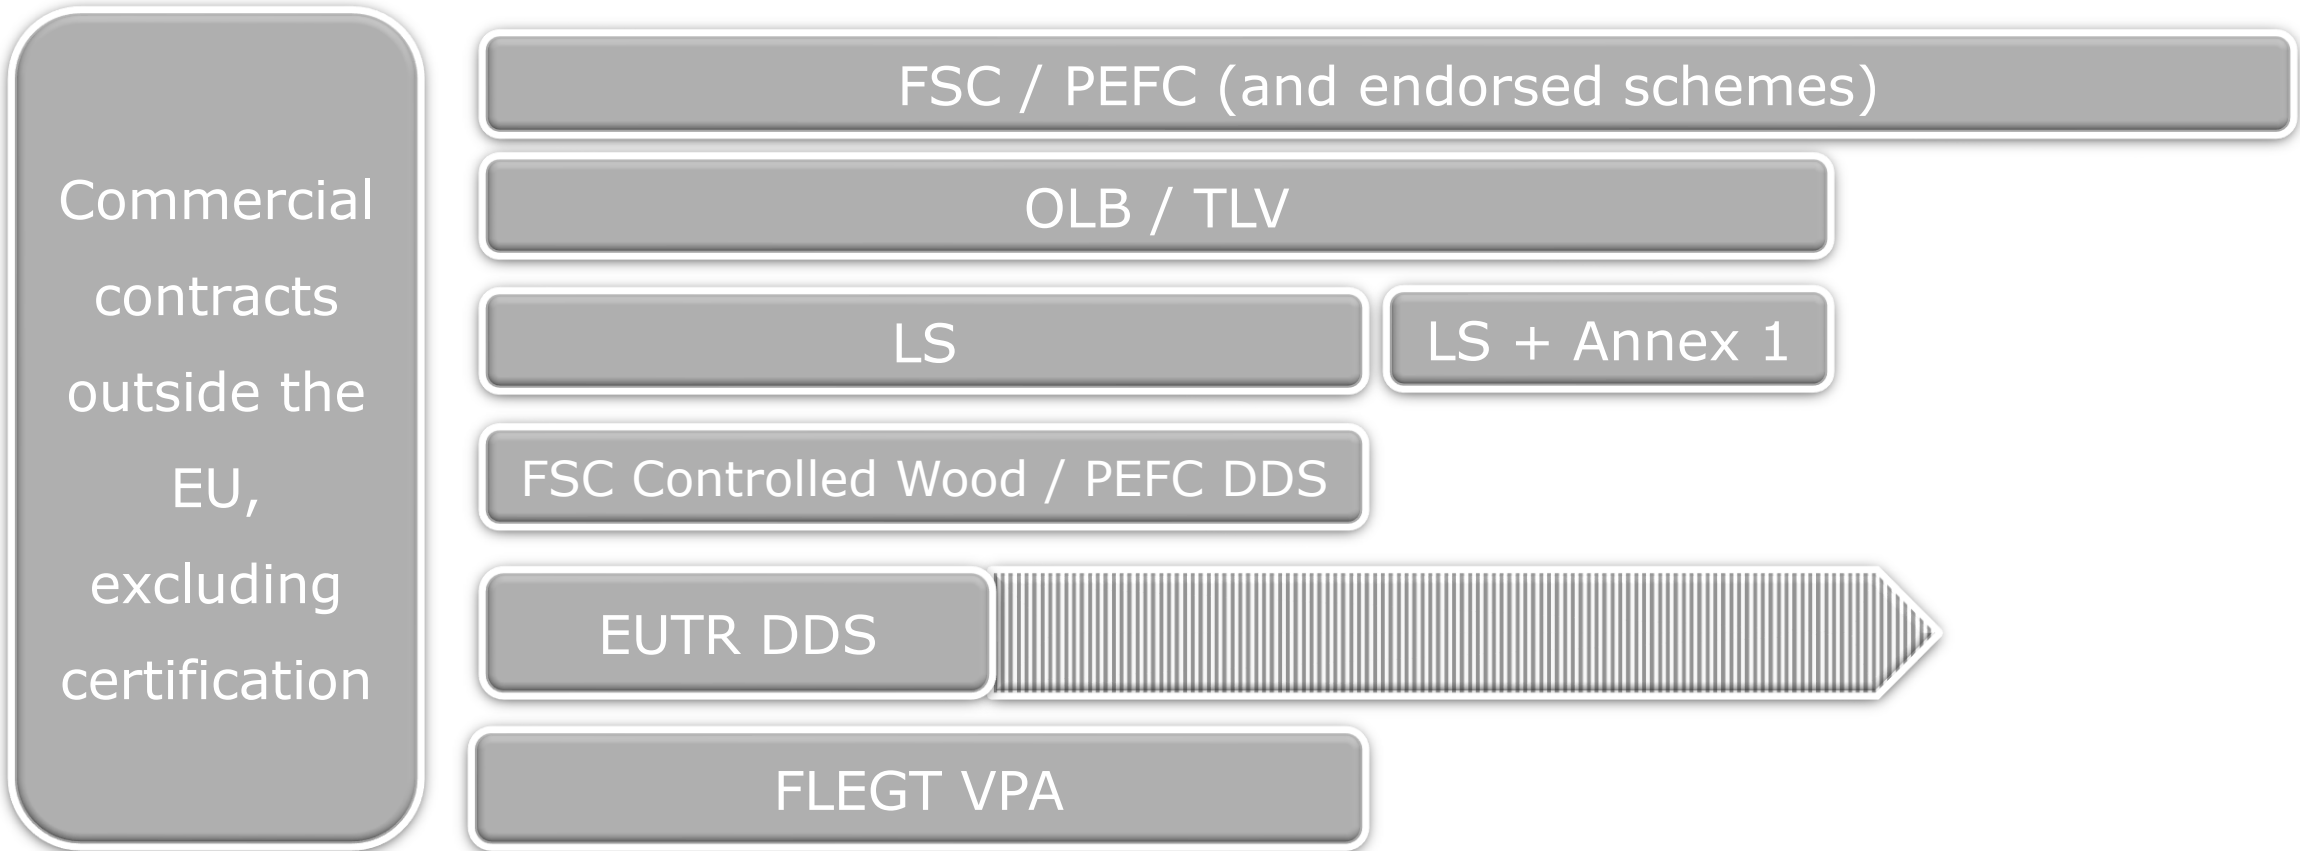 Commercial
contracts
outside the
EU,
excluding
certification
FSC / PEFC (and endorsed schemes)
OLB / TLV
LS
LS + Annex 1
FSC Controlled Wood / PEFC DDS
EUTR DDS
FLEGT VPA